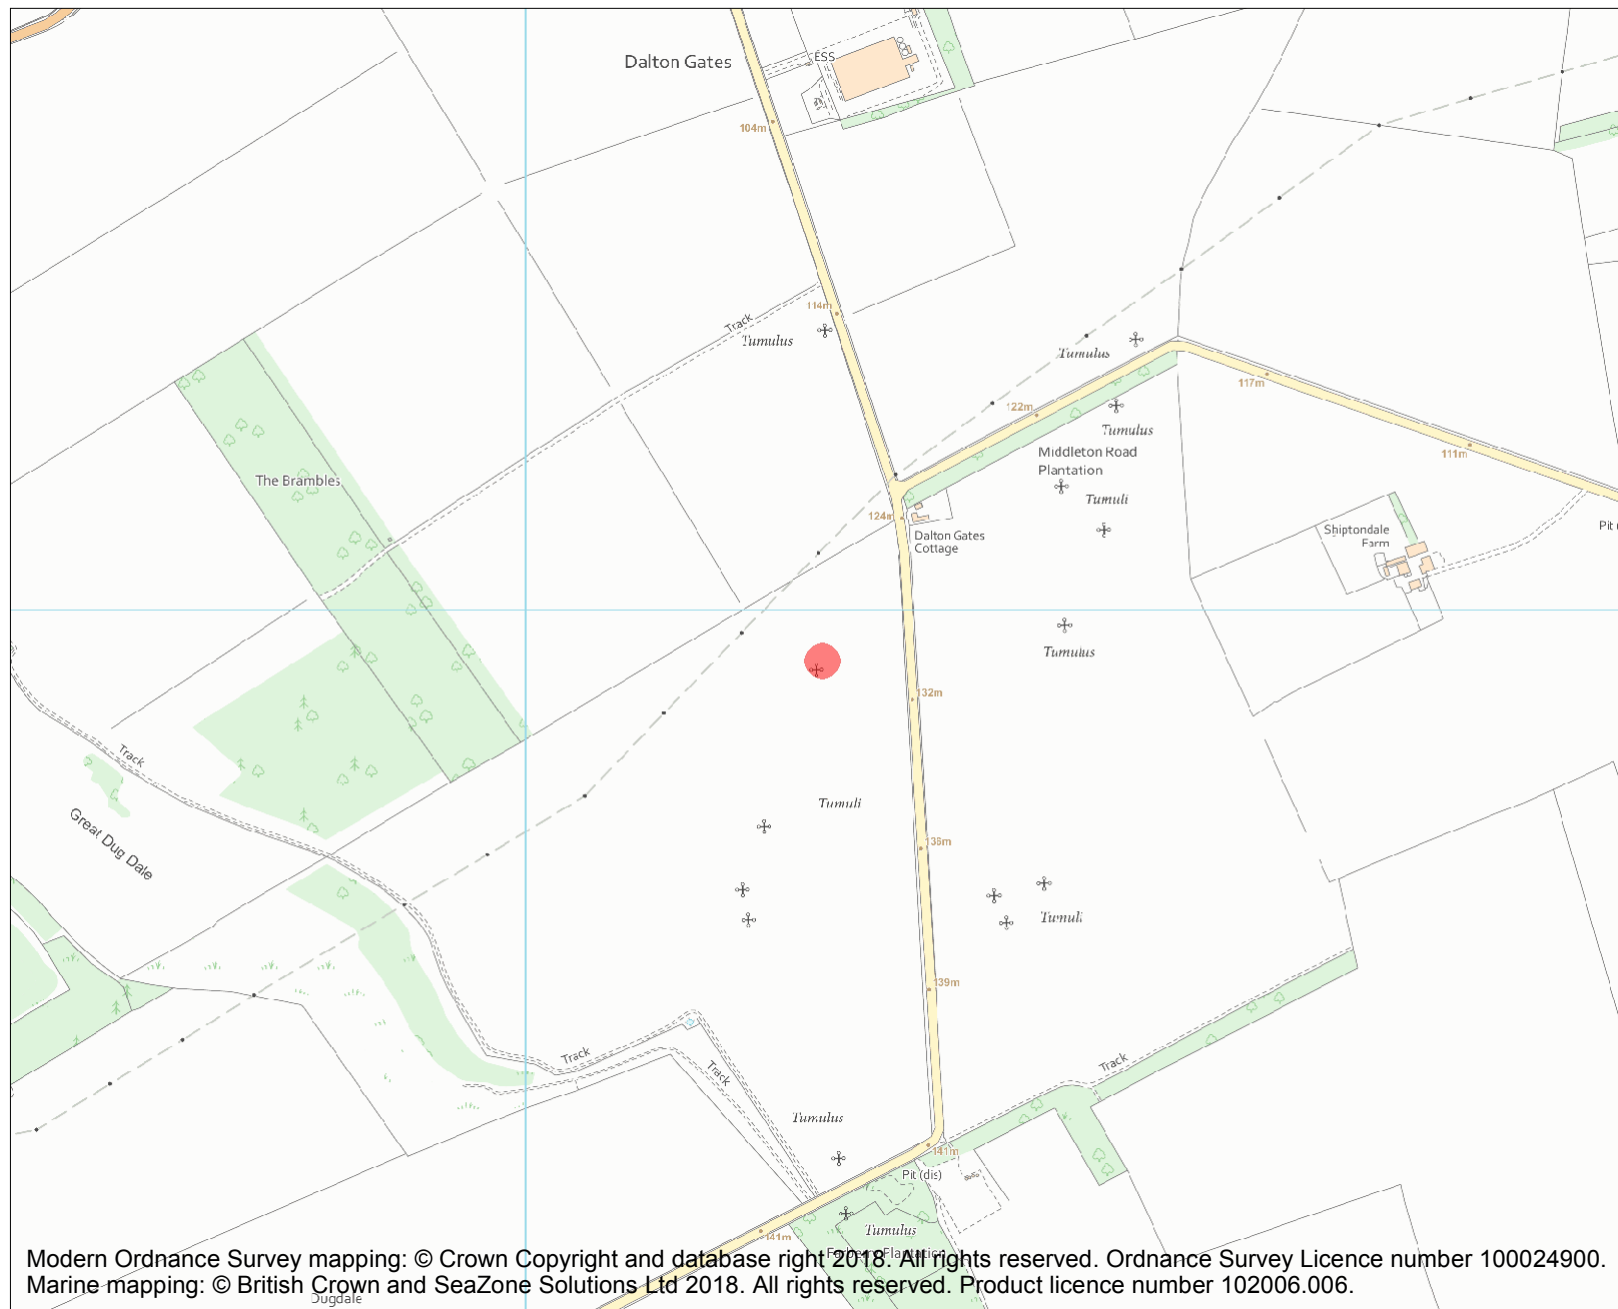 Dalton Gates
ESS
104m
114m
Track
Tumulus
Tumulus
117m
122m
Tumulus
111m
Middleton Road
Plantation
The Brambles
Tumuli
124m
Shiptondale
Farm
Pit
Dalton Gates
Cottage
Tumulus
132m
Track
Tumuli
Great Dug Dale
138m
Tumuli
139m
Track
Track
Track
Tumulus
141m
Pit (dis)
Tumulus
141m
Plantation
Modern Ordnance Survey mapping: © Crown Copyright and database right 2018. All rights reserved. Ordnance Survey Licence number 100024900.
Marine mapping: © British Crown and SeaZone Solutions Ltd 2018. All rights reserved. Product licence number 102006.006.
Dugdale